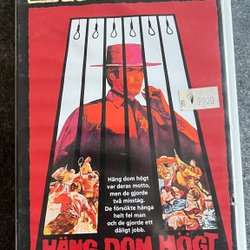 Häng dom högt
var deras motto,
men de gjorde
två misstag.
De försökte hänga
helt fel man
och de gjorde ett
dåligt jobb.
HÄNG DOM HÖGT